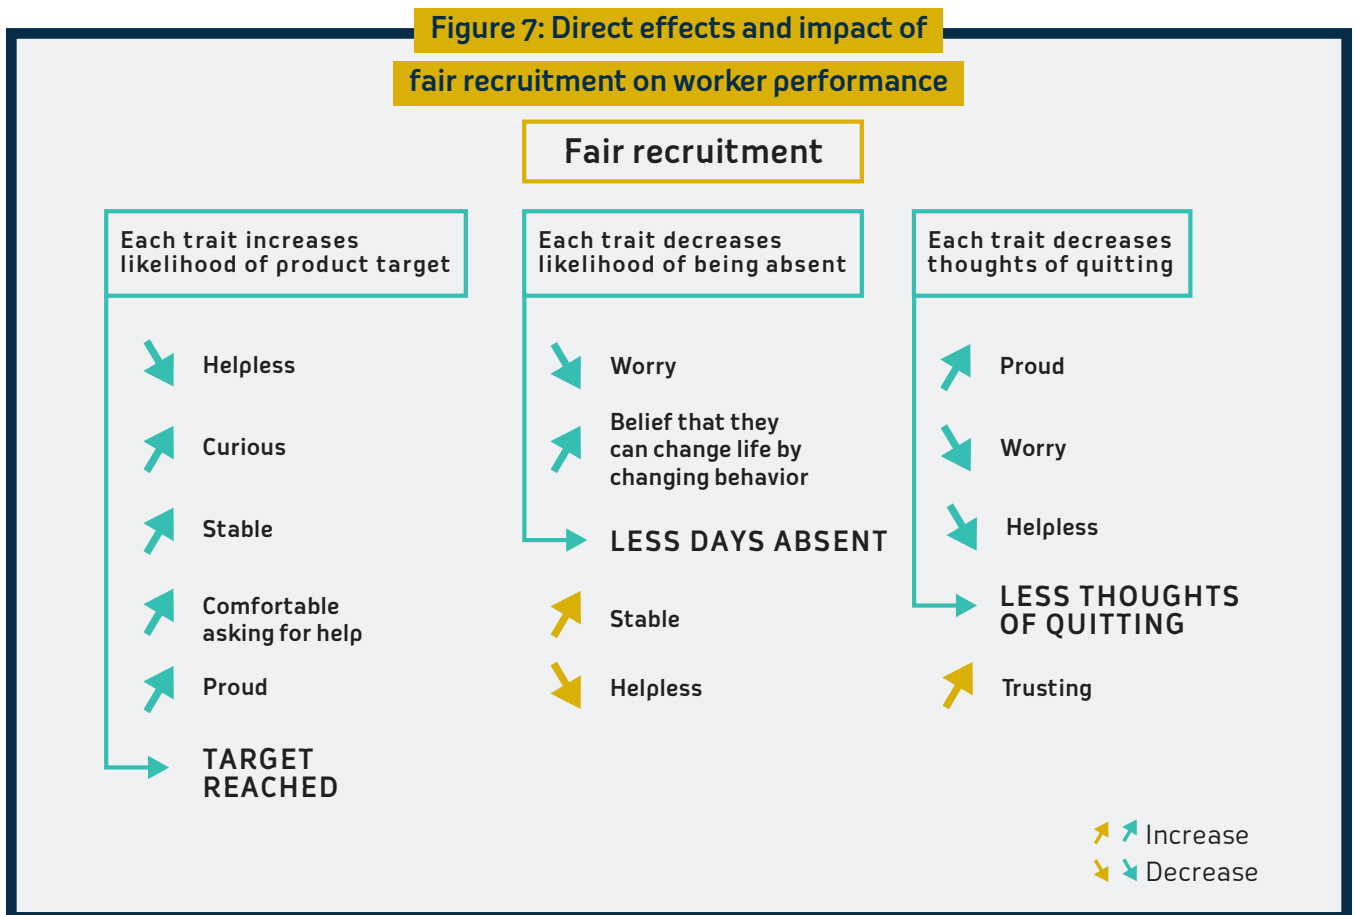 Figure 7: Direct effects and impact of
fair recruitment on worker performance
Fair recruitment
Each trait increases
likelihood of product target
Helpless
Curious
Stable
Comfortable
asking for help
Proud
TARGET
REACHED
Each trait decreases
likelihood of being absent
Worry
Belief that they
can change life by
changing behavior
LESS DAYS ABSENT
Stable
Helpless
Each trait decreases
thoughts of quitting
Proud
Worry
Helpless
LESS THOUGHTS
OF QUITTING
Trusting
Increase
Decrease